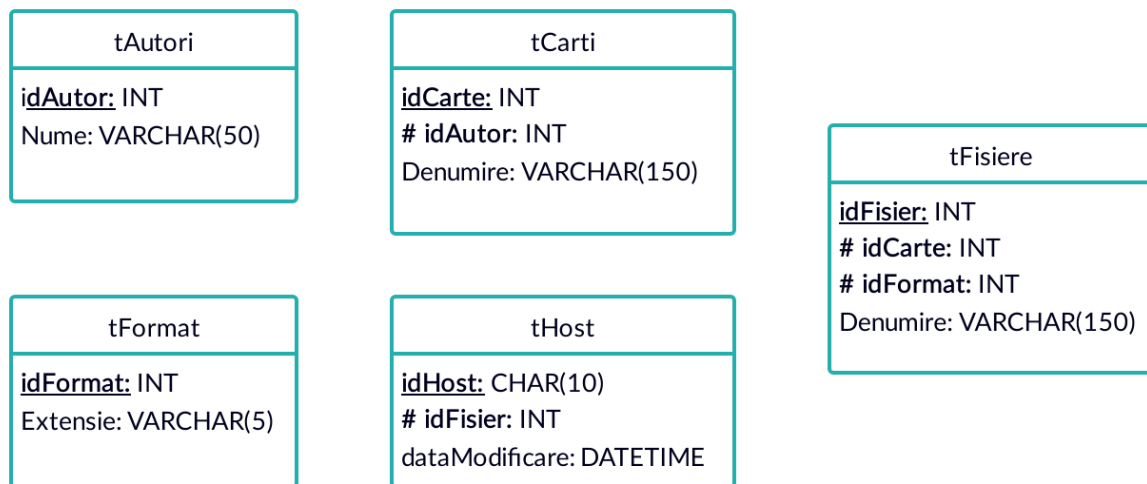 tAutori
idAutor: INT
Nume: VARCHAR(50)
tCarti
idCarte: INT
# idAutor: INT
Denumire: VARCHAR(150)
tFisiere
idFisier: INT
# idCarte: INT
# idFormat: INT
Denumire: VARCHAR(150)
tFormat
idFormat: INT
Extensie: VARCHAR(5)
tHost
idHost: CHAR(10)
# idFisier: INT
dataModificare: DATETIME